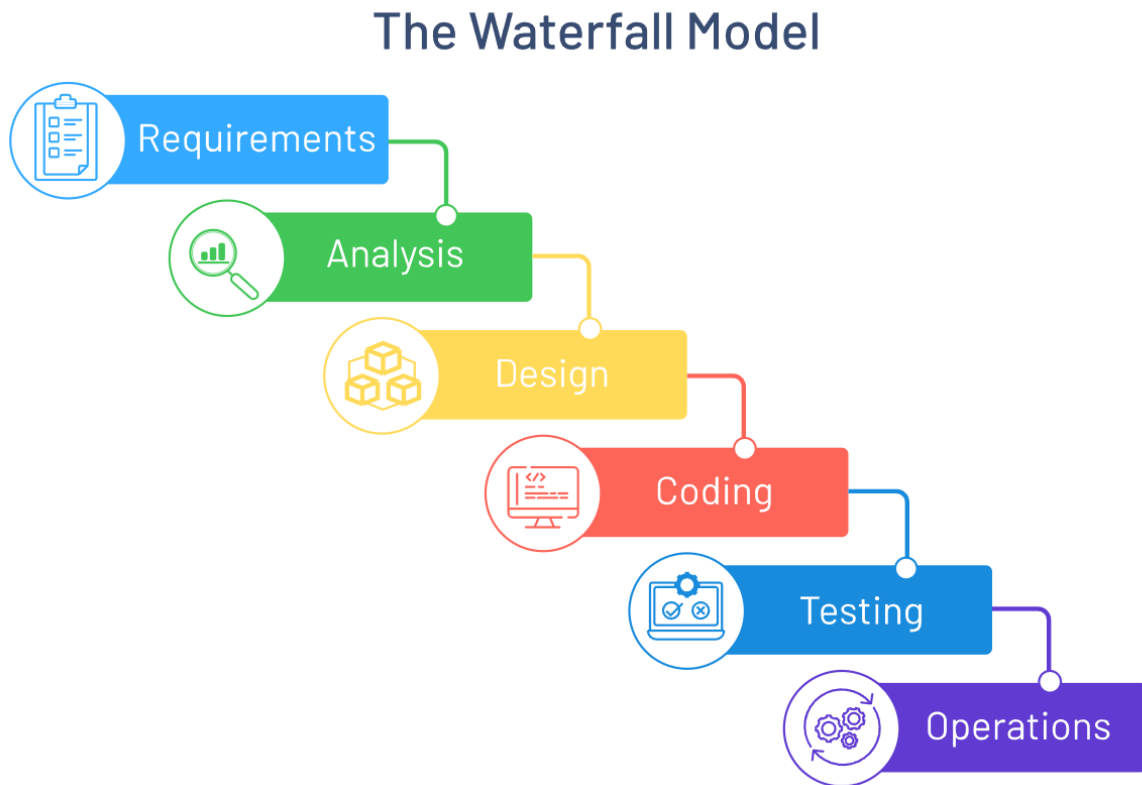 The Waterfall Model
Requirements
Analysis
Design
Coding
Testing
Operations